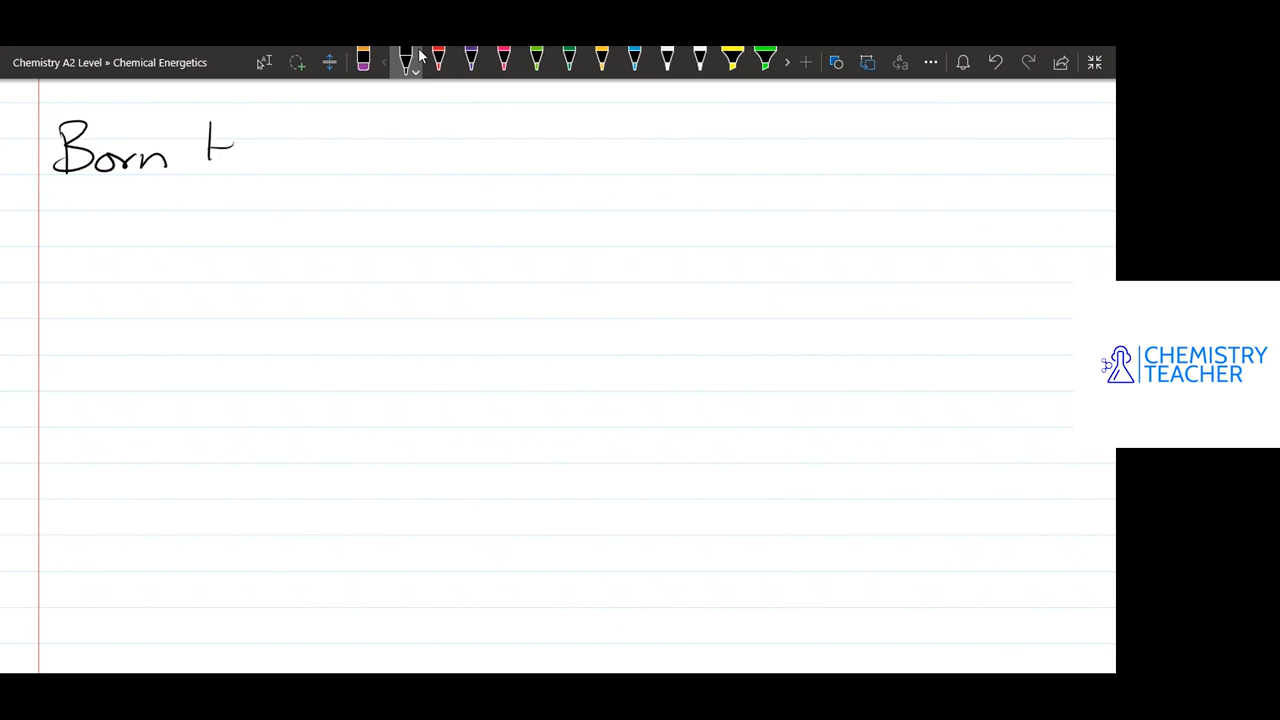 Chemistry A2 Level » Chemical Energetics
Born
CHEMISTRY
TEACHER